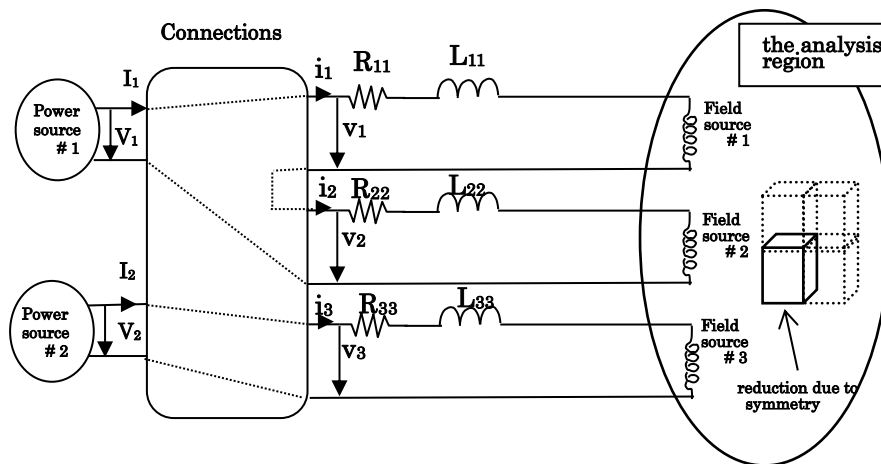 Connections
the analysis
region
I1
Power
source
# 1
V1
i1
R11
L11
v1
Field
source
# 1
i2
R22
L22
v2
Field
source
# 2
I2
Power
source
# 2
V2
i3
R33
L33
v3
Field
source
# 3
reduction due to
symmetry